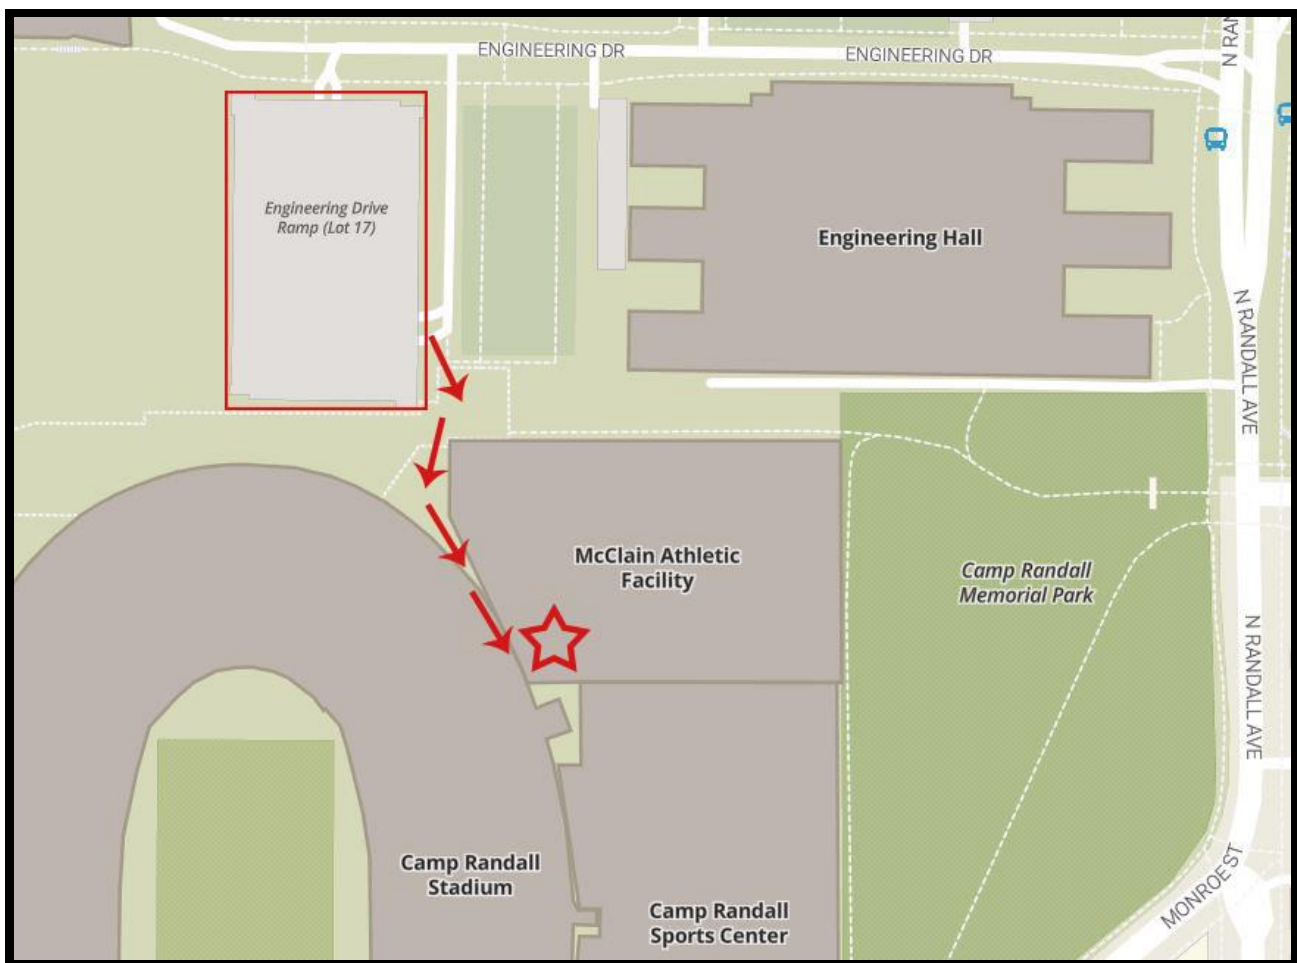 ENGINEERING DR
ENGINEERING DR
N RAN
Engineering Drive
Ramp (Lot 17)
Engineering Hall
N RANDALL AVE
McClain Athletic
Facility
Camp Randall
Memorial Park
N RANDALL AVE
Camp Randall
Stadium
Camp Randall
Sports Center
MONROE ST